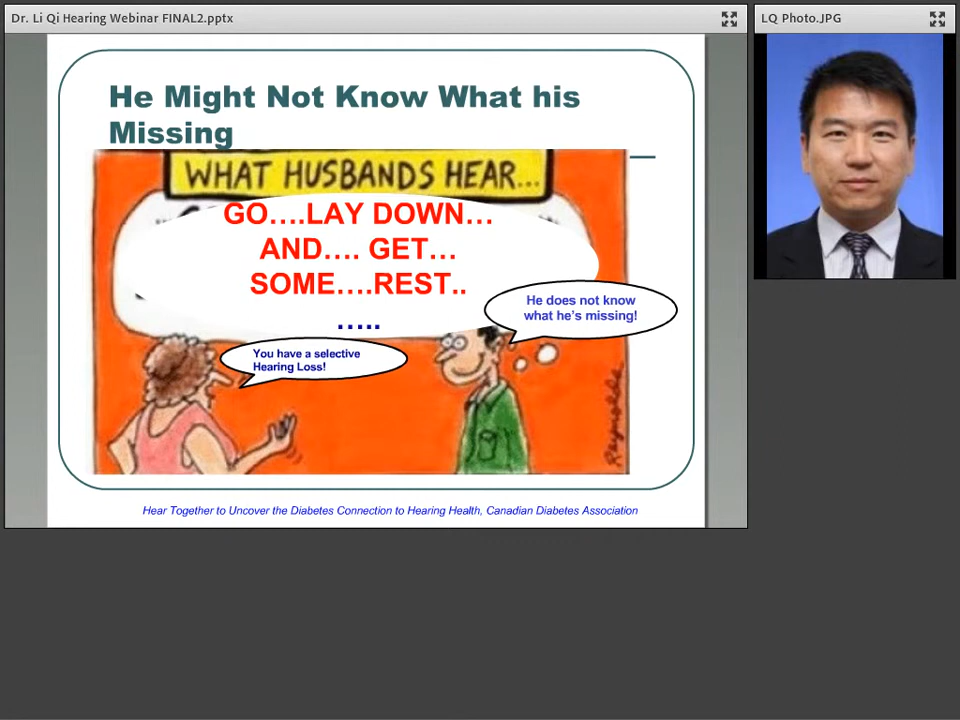 Dr. Li Qi Hearing Webinar FINAL2.pptx
LQ Photo.JPG
He Might Not Know What his
Missing
WHAT HUSBANDS HEAR...
GO….LAY DOWN…
AND…. GET…
SOME….REST..
…..
He does not know
what he's missing!
You have a selective
Hearing Loss!
Reynolds
Hear Together to Uncover the Diabetes Connection to Hearing Health, Canadian Diabetes Association